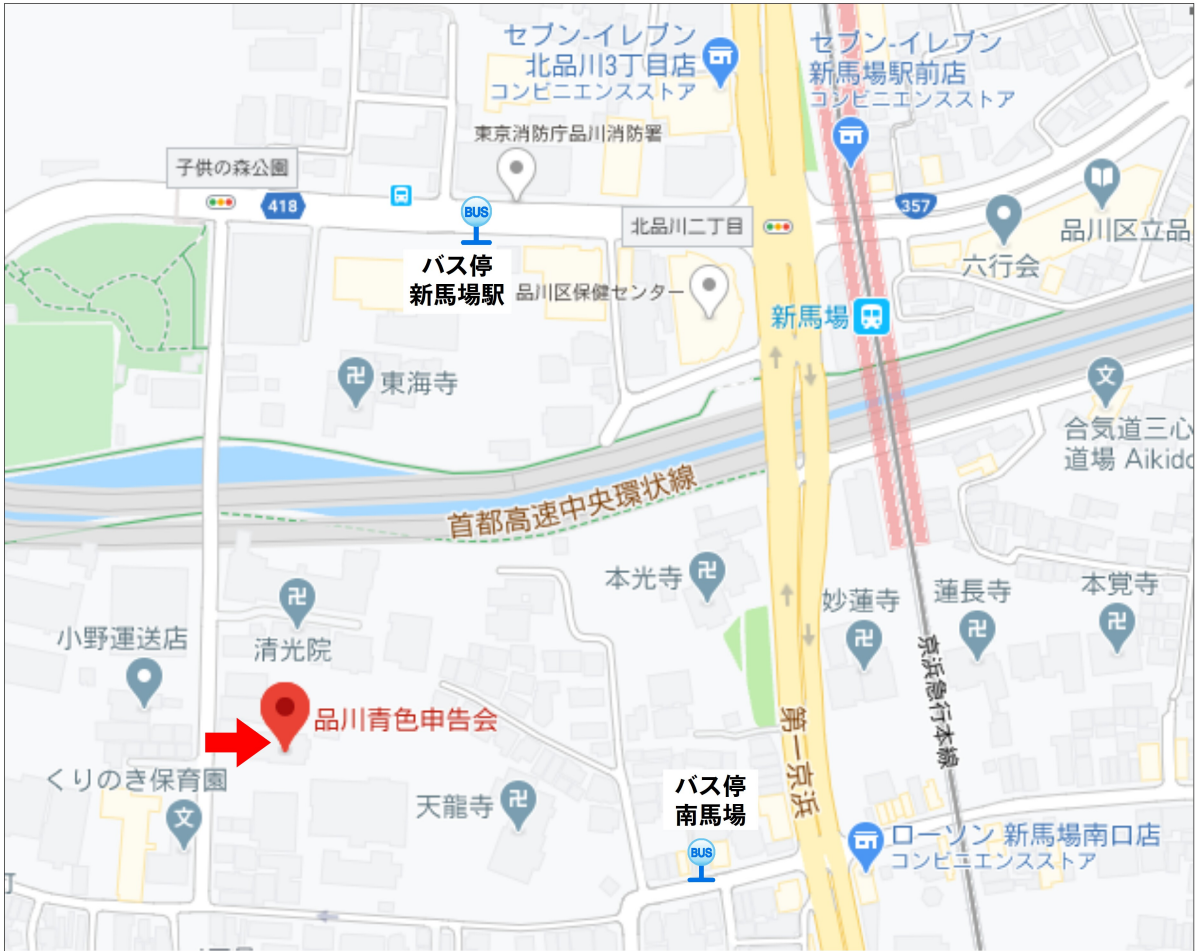 セブン-イレブン
北品川3丁目店
コンビニエンスストア
セブン-イレブン
新馬場駅前店
コンビニエンスストア
東京消防庁品川消防署
子供の森公園
418
BUS
バス停
新馬場駅
北品川二丁目
357
品川区立品
六行会
品川区保健センター
新馬場
卍
東海寺
文
合気道三心
道場 Aikido
首都高速中央環状線
本光寺
卍
卍
清光院
小野運送店
妙蓮寺
卍
蓮長寺
卍
本覚寺
卍
京浜急行本線
品川青色申告会
第一京浜
くりのき保育園
文
天龍寺
卍
バス停
南馬場
BUS
ローソン 新馬場南口店
コンビニエンスストア
町